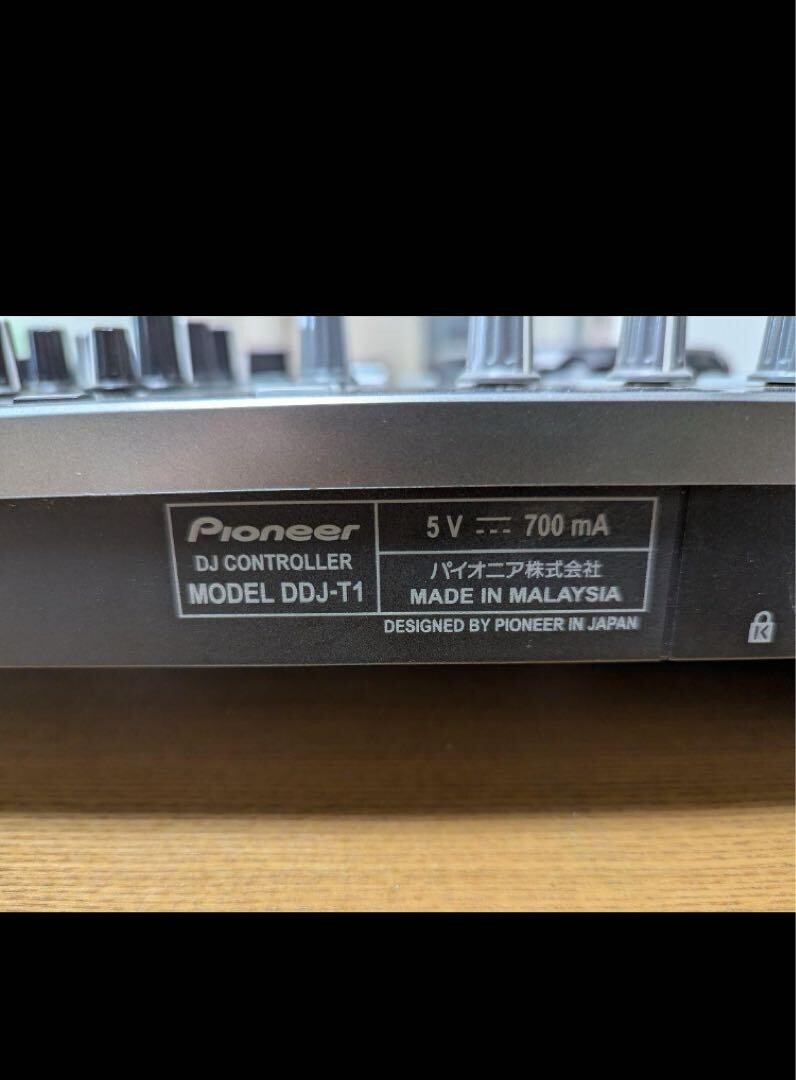 Pioneer
DJ CONTROLLER
MODEL DDJ-T1
5 V ⎓ 700 mA
パイオニア株式会社
MADE IN MALAYSIA
DESIGNED BY PIONEER IN JAPAN
K